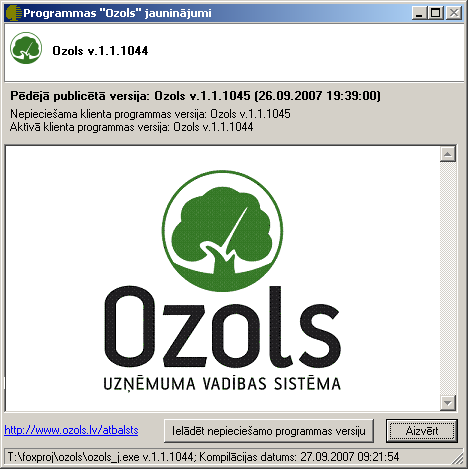 Programmas "Ozols" jauninājumi
Ozols v.1.1.1044
Pēdējā publicētā versija: Ozols v.1.1.1045 (26.09.2007 19:39:00)
Nepieciešama klienta programmas versija: Ozols v.1.1.1045
Aktīvā klienta programmas versija: Ozols v.1.1.1044
Ozols
UZŅĒMUMA VADĪBAS SISTĒMA
http://www.ozols.lv/atbalsts
Ielādēt nepieciešamo programmas versiju
Aizvērt
T:\foxproj\ozols\ozols_j.exe v.1.1.1044; Kompilācijas datums: 27.09.2007 09:21:54